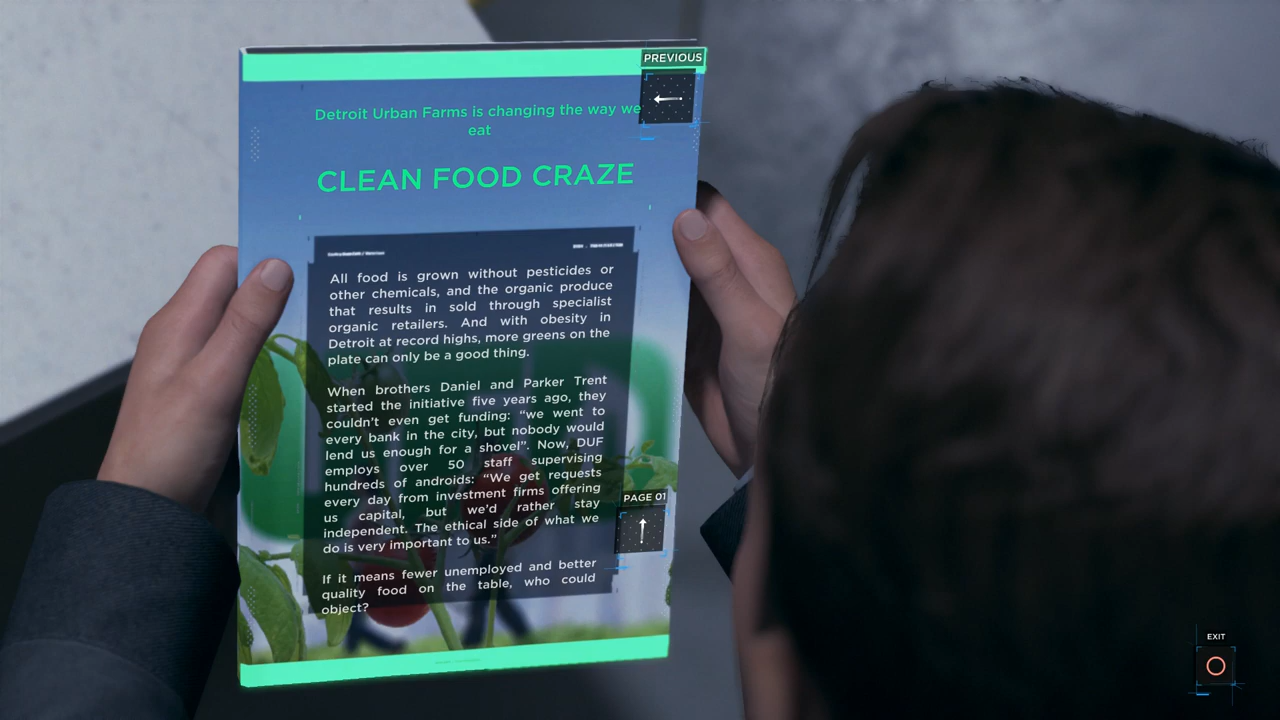 PREVIOUS
Detroit Urban Farms is changing the way we
eat
CLEAN FOOD CRAZE
All food is grown without pesticides or
other chemicals, and the organic produce
that results in sold through specialist
organic retailers. And with obesity in
Detroit at record highs, more greens on the
plate can only be a good thing.
When brothers Daniel and Parker Trent
started the initiative five years ago, they
couldn't even get funding: “we went to
every bank in the city, but nobody would
lend us enough for a shovel”. Now, DUF
employs over 50 staff supervising
hundreds of androids: “We get requests
every day from investment firms offering
us capital, but we'd rather stay
independent. The ethical side of what we
do is very important to us.”
If it means fewer unemployed and better
quality food on the table, who could
object?
PAGE 01
EXIT